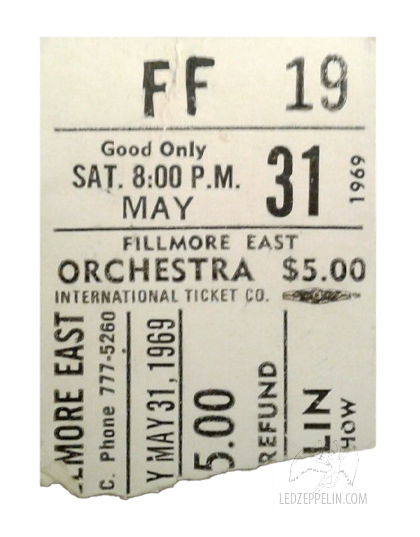 FF 19
Good Only
SAT. 8:00 P.M.
MAY 31 1969
FILLMORE EAST
ORCHESTRA $5.00
INTERNATIONAL TICKET CO.
LMORE EAST
C. Phone 777-5260
Y MAY 31, 1969
5.00
REFUND
LIN
HOW
LEDZEPPELIN.COM